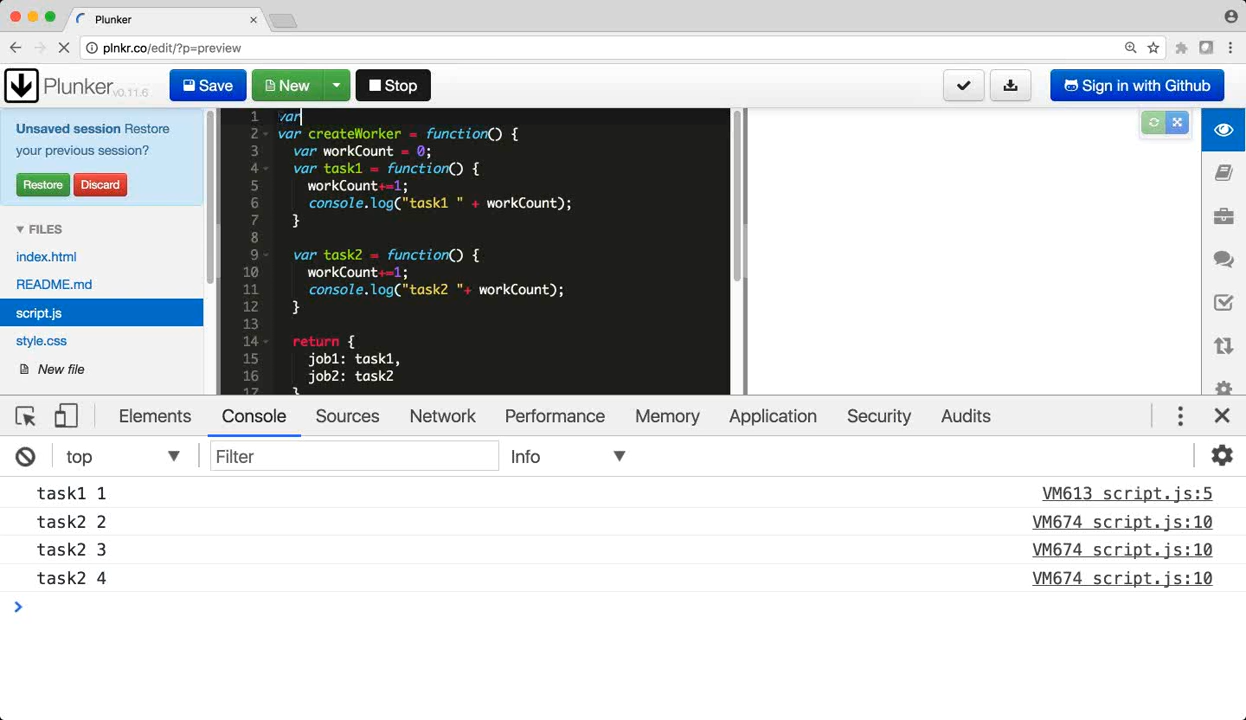 Plunker
plnkr.co/edit/?p=preview
Plunker v0.11.6
Save
New
Stop
Sign in with Github
Unsaved session Restore
your previous session?
Restore
Discard
FILES
index.html
README.md
script.js
style.css
New file
1 var
2 var createWorker = function() {
3 var workCount = 0;
4 var task1 = function() {
5 workCount+=1;
6 console.log("task1 " + workCount);
7 }
8
9 var task2 = function() {
10 workCount+=1;
11 console.log("task2 "+ workCount);
12 }
13
14 return {
15 job1: task1,
16 job2: task2
17 }
Elements Console Sources Network Performance Memory Application Security Audits
top Filter Info
task1 1 VM613 script.js:5
task2 2 VM674 script.js:10
task2 3 VM674 script.js:10
task2 4 VM674 script.js:10